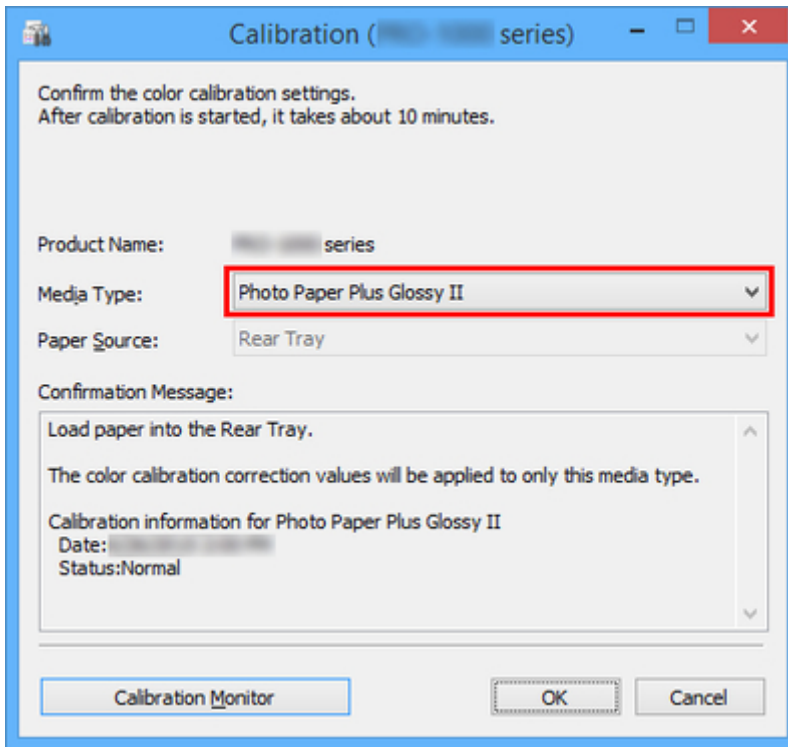 Calibration ( series)
Confirm the color calibration settings.
After calibration is started, it takes about 10 minutes.
Product Name: series
Media Type: Photo Paper Plus Glossy II
Paper Source: Rear Tray
Confirmation Message:
Load paper into the Rear Tray.
The color calibration correction values will be applied to only this media type.
Calibration information for Photo Paper Plus Glossy II
Date:
Status:Normal
Calibration Monitor OK Cancel